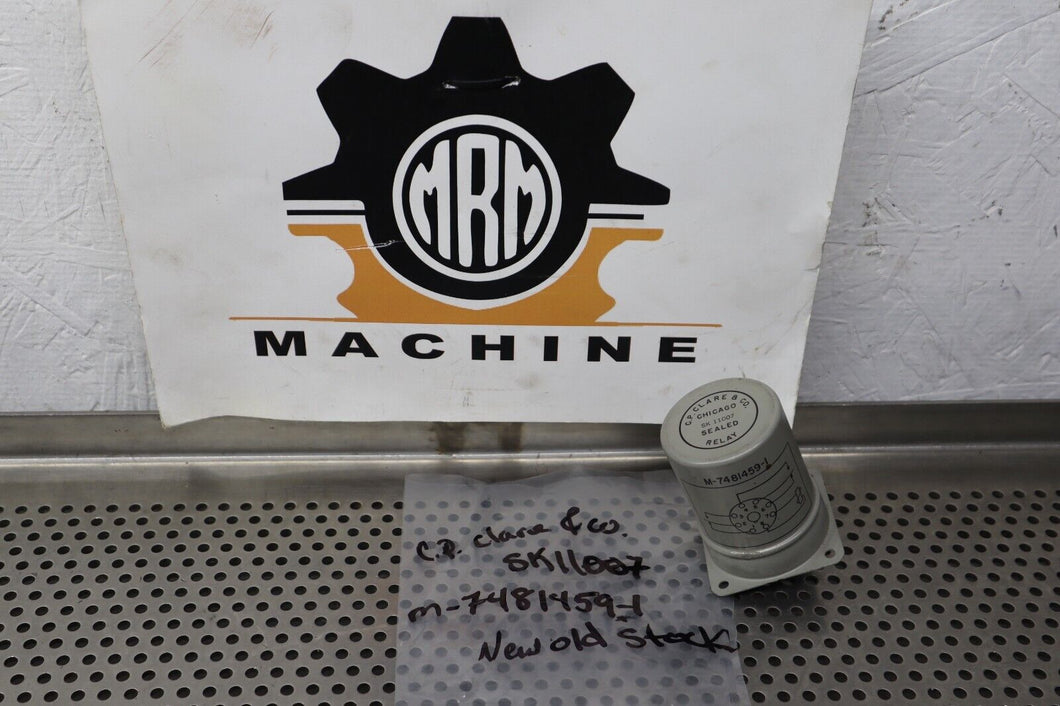 MRM
MACHINE
C.P. CLARE & CO.
CHICAGO
SK 11007
SEALED
RELAY
M-7481459-1
C.P. Clare & Co.
SK11007
M-7481459-1
New old Stock